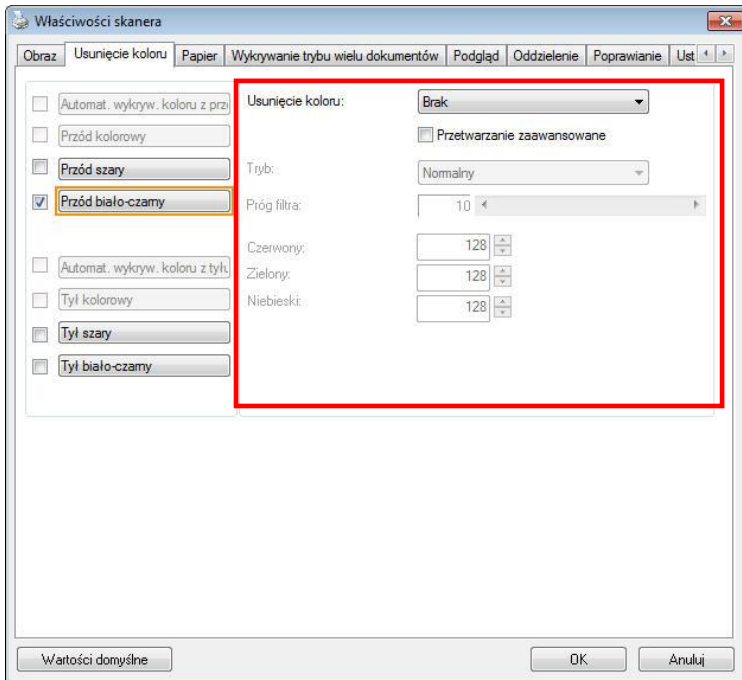 Właściwości skanera
Obraz Usunięcie koloru Papier Wykrywanie trybu wielu dokumentów Podgląd Oddzielenie Poprawianie Ust
Automat. wykryw. koloru z prz
Przód kolorowy
Przód szary
Przód biało-czarny
Automat. wykryw. koloru z tyłu
Tył kolorowy
Tył szary
Tył biało-czarny
Usunięcie koloru: Brak
Przetwarzanie zaawansowane
Tryb: Normalny
Próg filtra: 10
Czerwony: 128
Zielony: 128
Niebieski: 128
Wartości domyślne OK Anuluj